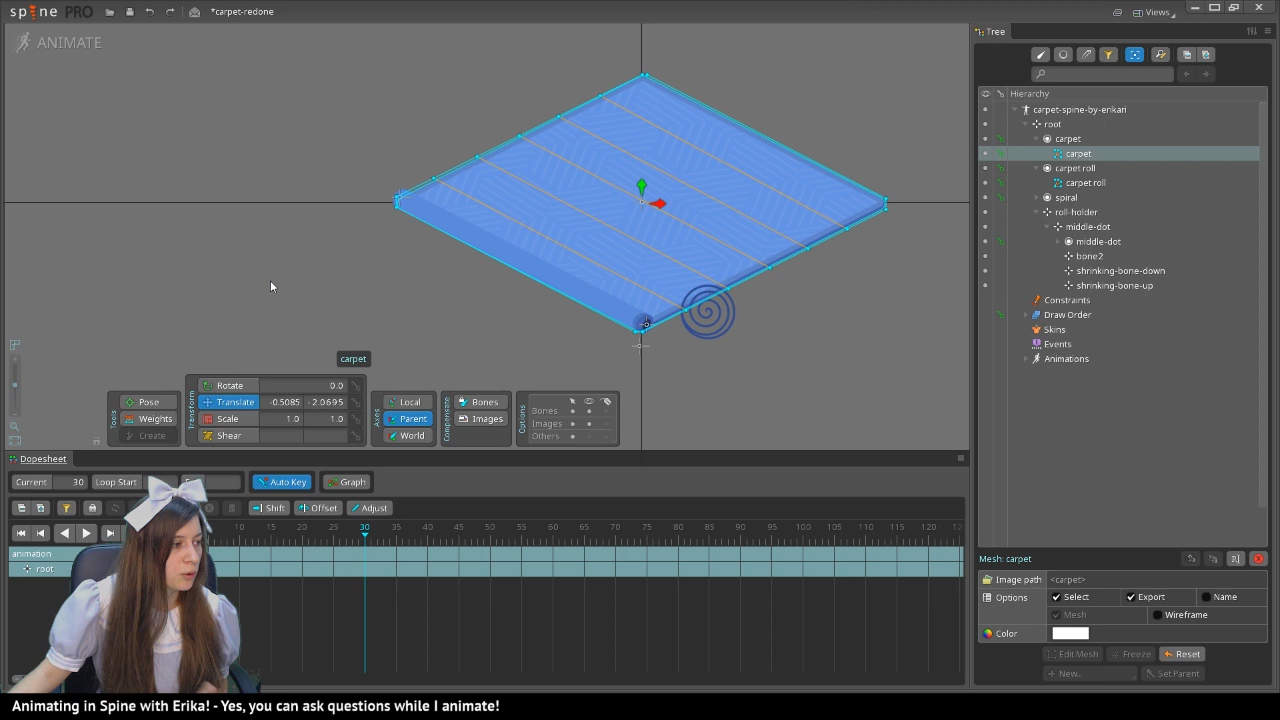 spine PRO
*carpet-redone
Views
ANIMATE
carpet
Tools
Pose
Weights
Create
Transform
Rotate 0.0
Translate -0.5085 -2.0695
Scale 1.0 1.0
Shear
Axes
Local
Parent
World
Compensate
Bones
Images
Options
Bones:
Images:
Others:
Tree
Hierarchy
carpet-spine-by-erikari
root
carpet
carpet
carpet roll
carpet roll
spiral
roll-holder
middle-dot
middle-dot
bone2
shrinking-bone-down
shrinking-bone-up
Constraints
Draw Order
Skins
Events
Animations
Mesh: carpet
Image path <carpet>
Options Select Export Name
Mesh Wireframe
Color
Edit Mesh Freeze Reset
+ New... Set Parent
Dopesheet
Current 30 Loop Start
Auto Key Graph
Shift Offset Adjust
10 15 20 25 30 35 40 45 50 55 60 65 70 75 80 85 90 95 100 105 110 115 120
animation
root
Animating in Spine with Erika! - Yes, you can ask questions while I animate!